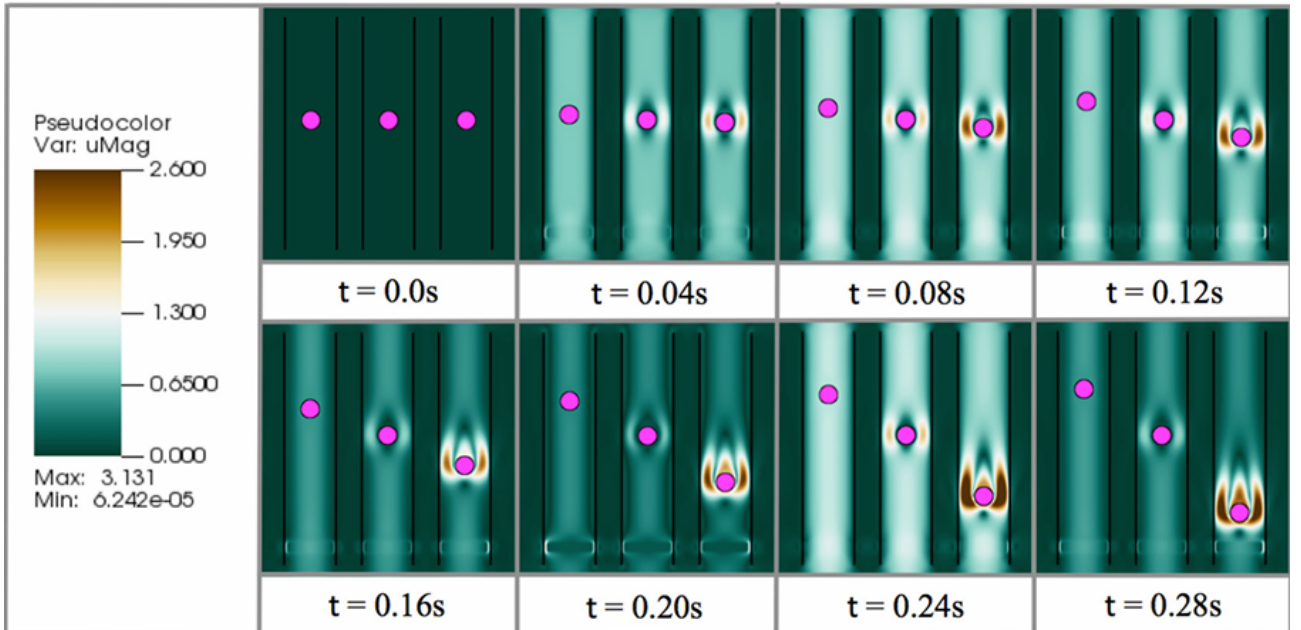 Pseudocolor
Var: uMag
2.600
1.950
1.300
0.6500
0.000
Max: 3.131
Min: 6.242e-05
t = 0.0s
t = 0.04s
t = 0.08s
t = 0.12s
t = 0.16s
t = 0.20s
t = 0.24s
t = 0.28s